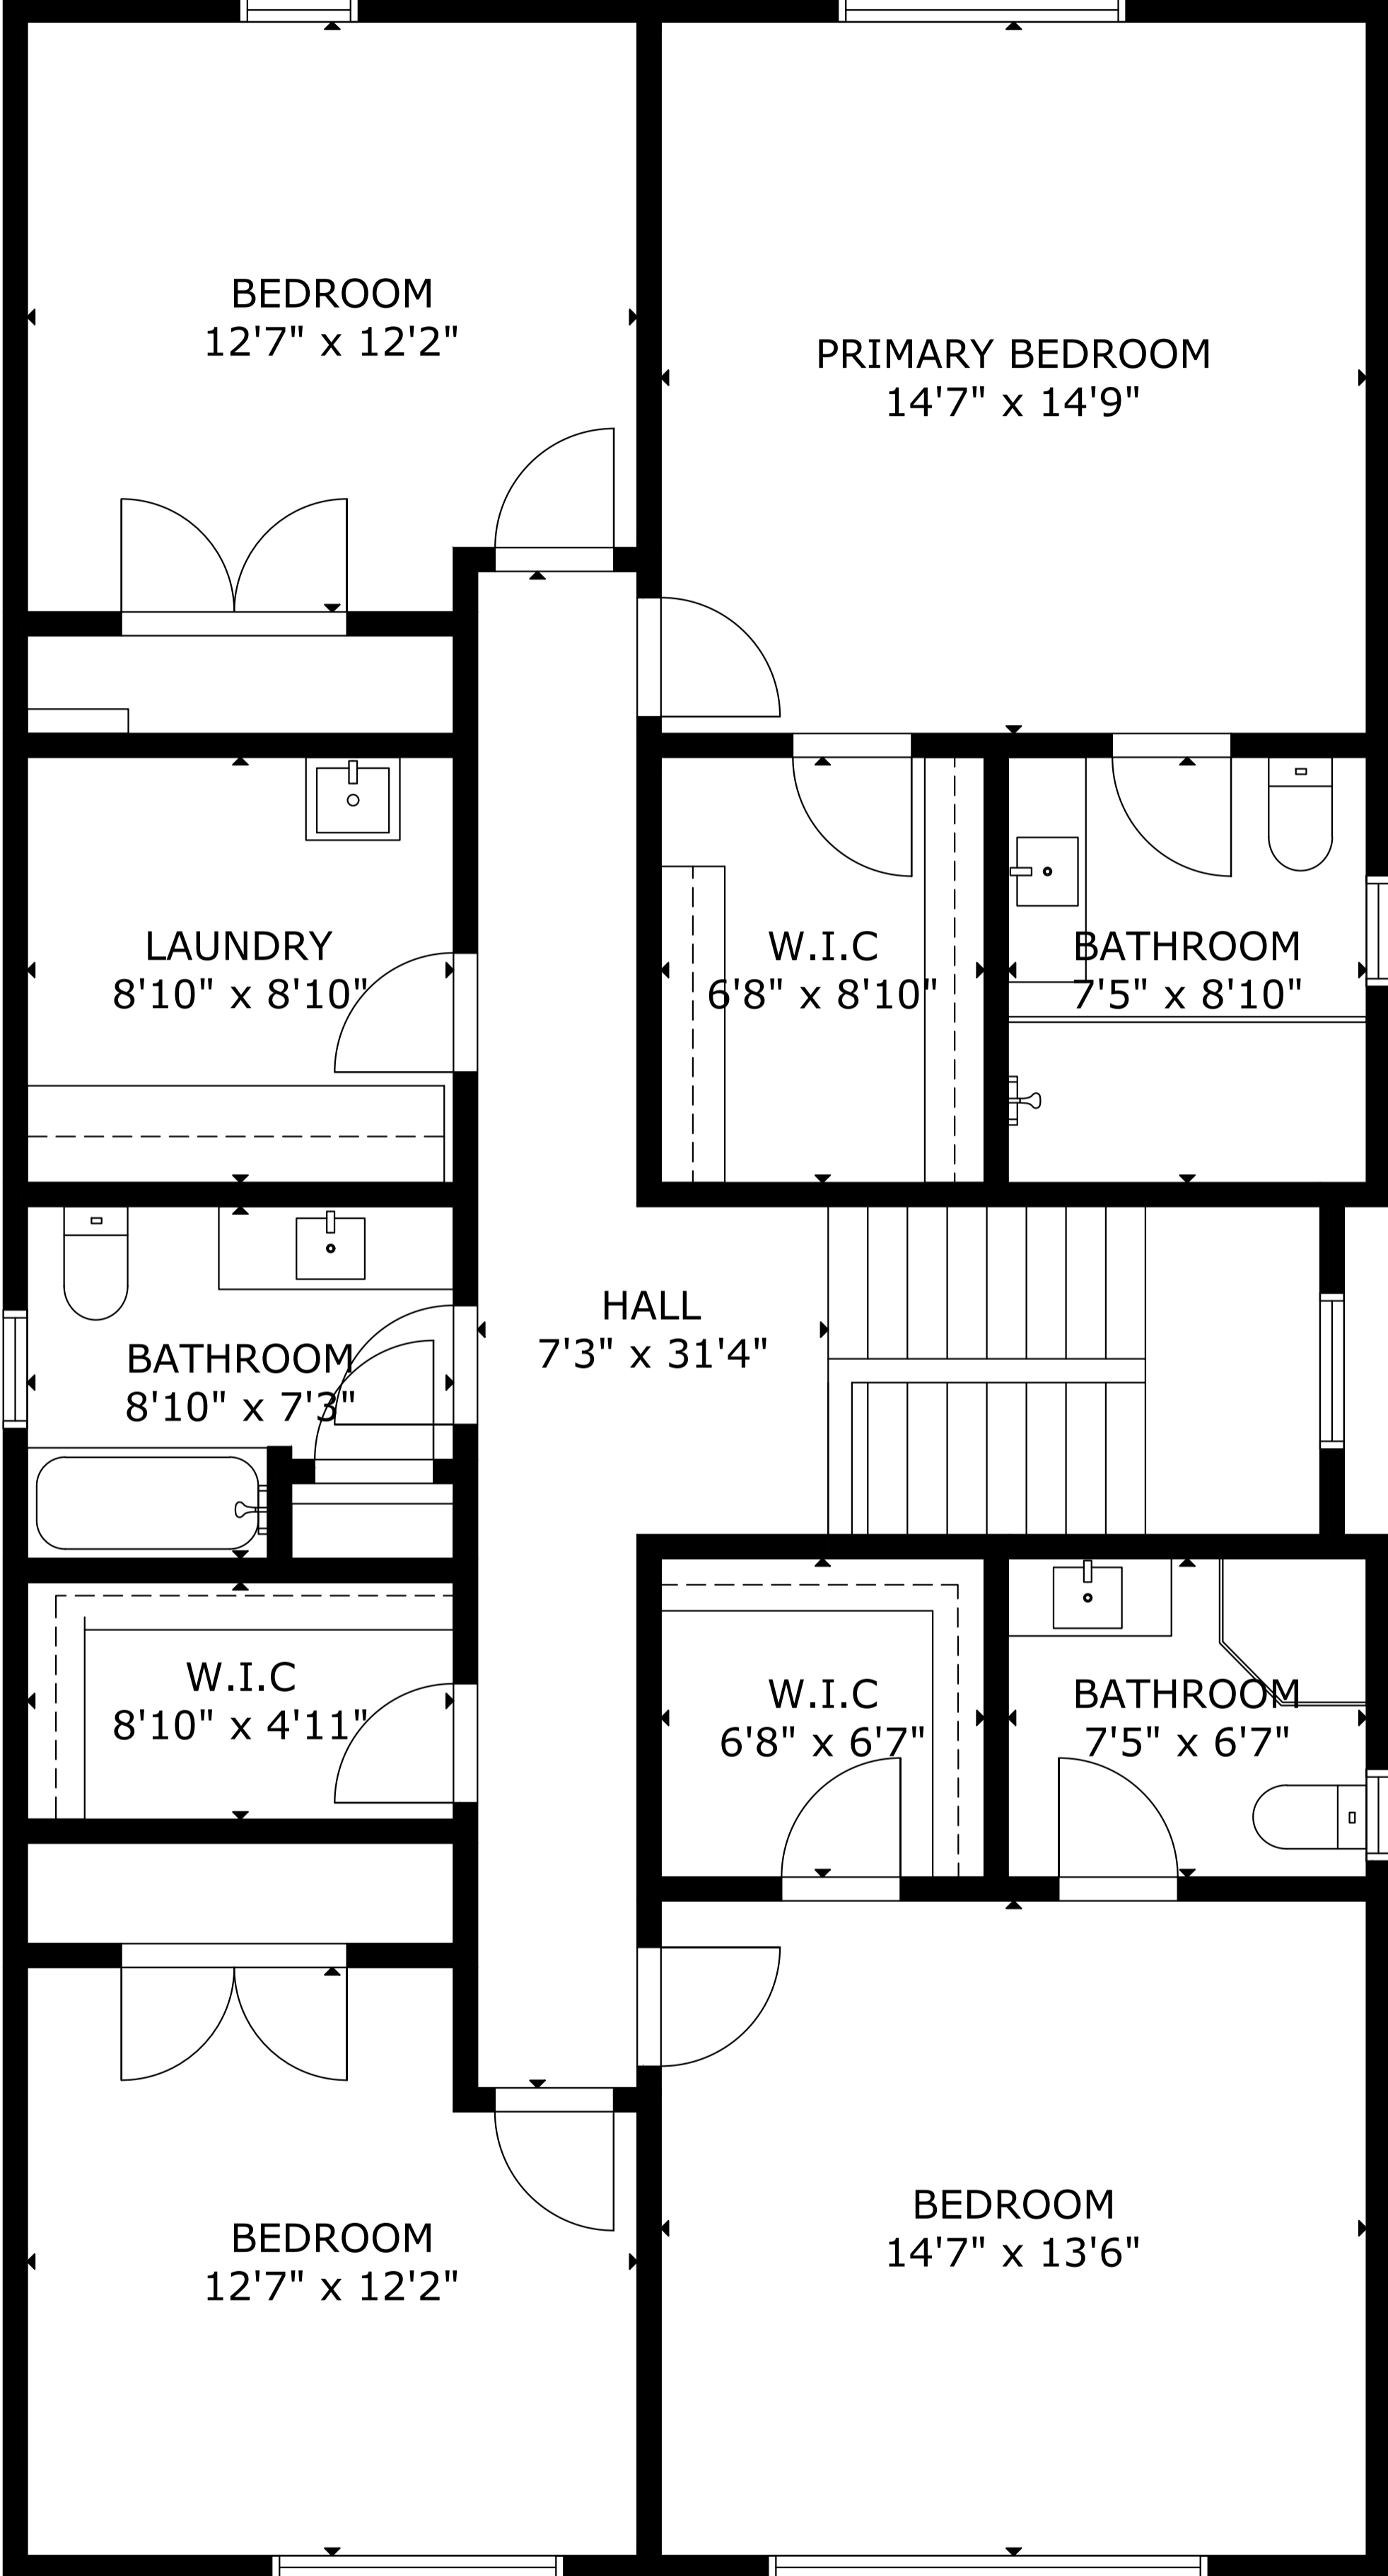 BEDROOM
12'7" x 12'2"
PRIMARY BEDROOM
14'7" x 14'9"
LAUNDRY
8'10" x 8'10"
W.I.C
6'8" x 8'10"
BATHROOM
7'5" x 8'10"
HALL
7'3" x 31'4"
BATHROOM
8'10" x 7'3"
W.I.C
8'10" x 4'11"
W.I.C
6'8" x 6'7"
BATHROOM
7'5" x 6'7"
BEDROOM
14'7" x 13'6"
BEDROOM
12'7" x 12'2"